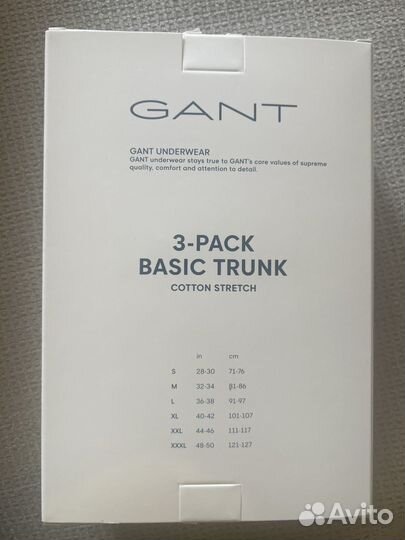 GANT
GANT UNDERWEAR
GANT underwear stays true to GANT's core values of supreme
quality, comfort and attention to detail.
3-PACK
BASIC TRUNK
COTTON STRETCH
in cm
S 28-30 71-76
M 32-34 81-86
L 36-38 91-97
XL 40-42 101-107
XXL 44-46 111-117
XXXL 48-50 121-127
Avito